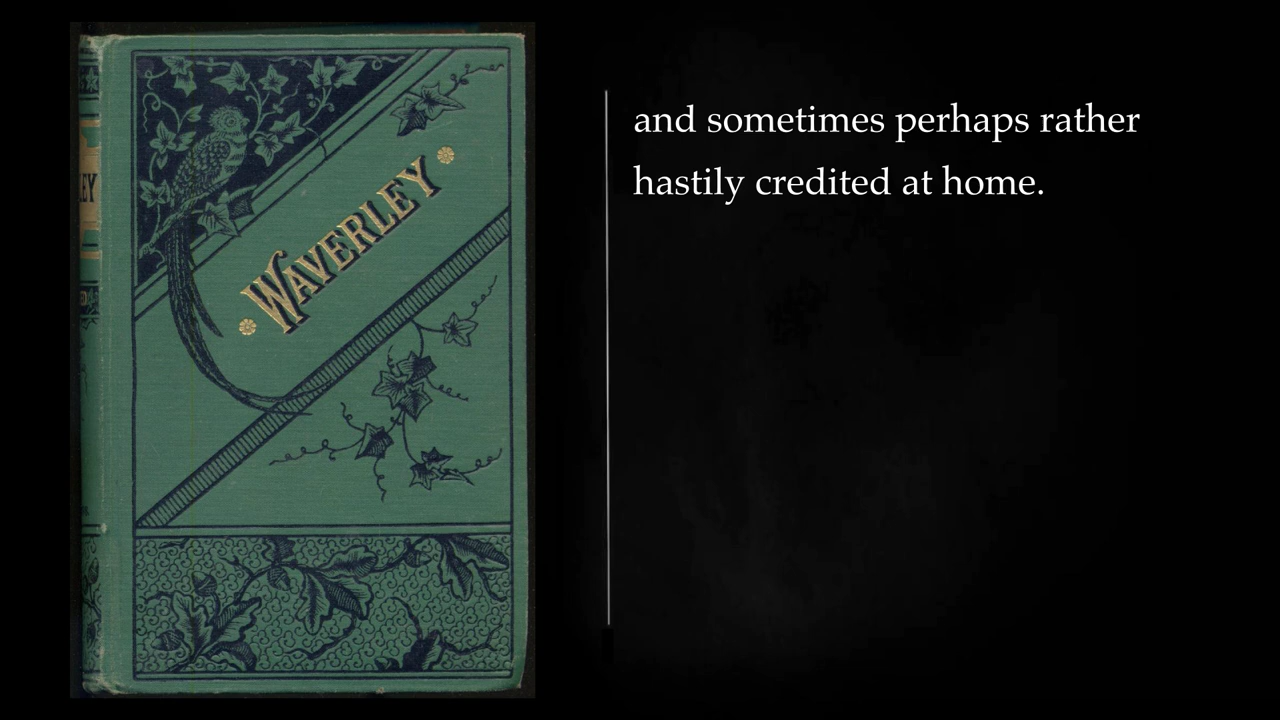 WAVERLEY
and sometimes perhaps rather
hastily credited at home.